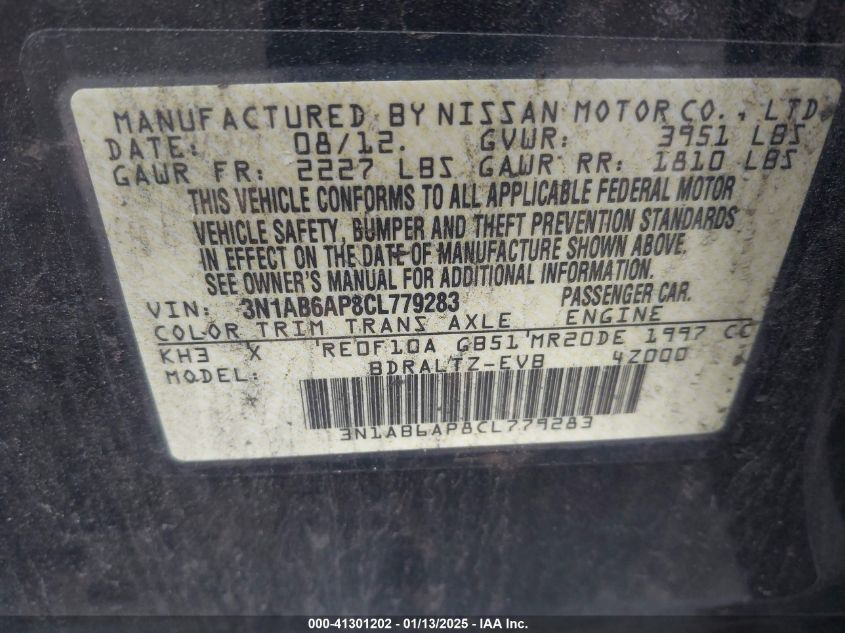 MANUFACTURED BY NISSAN MOTOR CO., LTD.
DATE: 08/12. GVWR: 3951 LBS
GAWR FR: 2227 LBS GAWR RR: 1810 LBS
THIS VEHICLE CONFORMS TO ALL APPLICABLE FEDERAL MOTOR
VEHICLE SAFETY, BUMPER AND THEFT PREVENTION STANDARDS
IN EFFECT ON THE DATE OF MANUFACTURE SHOWN ABOVE.
SEE OWNER'S MANUAL FOR ADDITIONAL INFORMATION.
VIN: 3N1AB6AP8CL779283 PASSENGER CAR.
COLOR TRIM TRANS AXLE ENGINE
KH3 X RE0F10A GB51 MR20DE 1997 CC
MODEL: BDRALTZ-EVB 4Z000
3N1AB6AP8CL779283
000-41301202 - 01/13/2025 - IAA Inc.